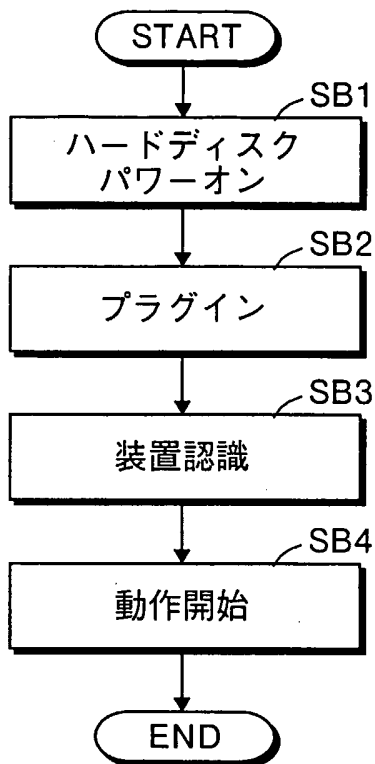 START
SB1
ハードディスク
パワーオン
SB2
プラグイン
SB3
装置認識
SB4
動作開始
END